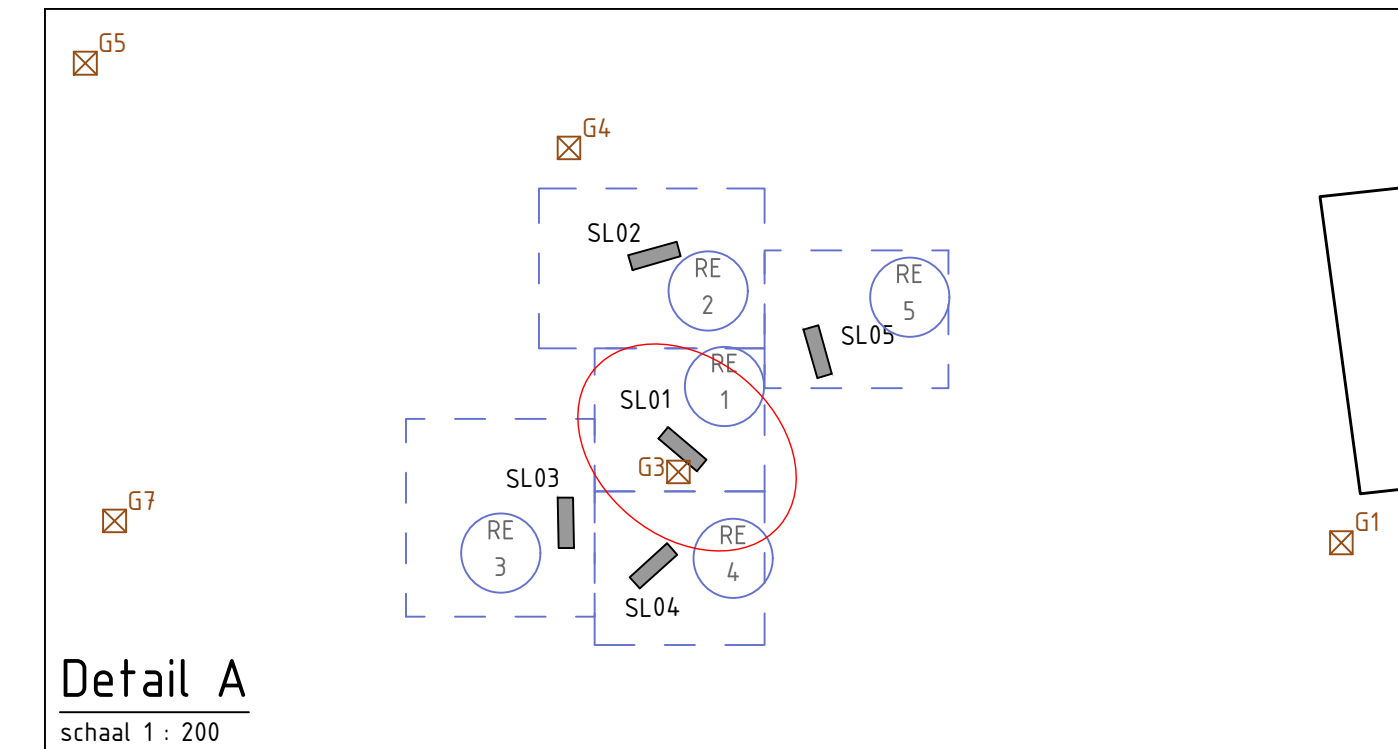 G5
G4
SL02
RE
2
RE
5
SL05
RE
1
SL01
G3
SL03
RE
3
RE
4
SL04
G7
G1
Detail A
schaal 1 : 200